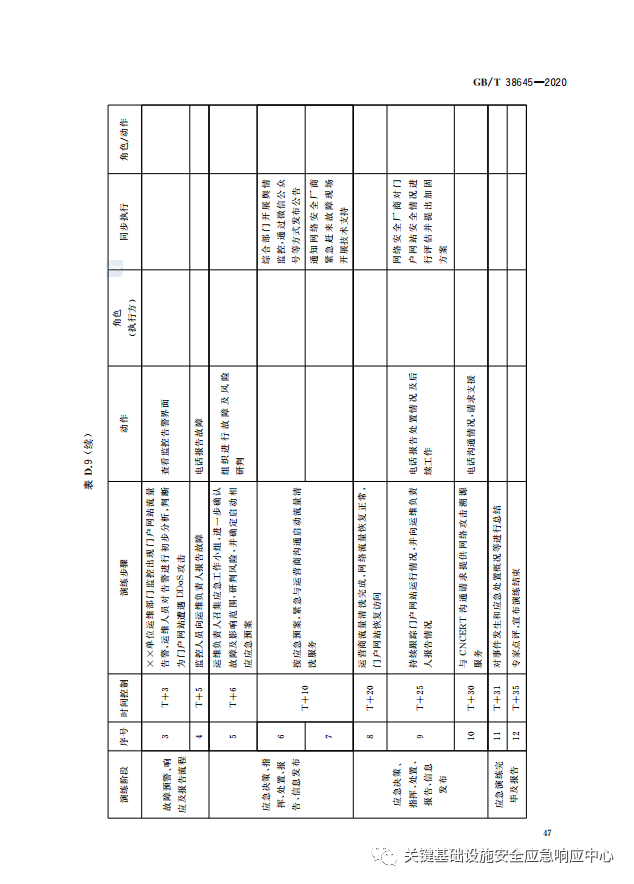 GB/T 38645—2020
表 D.9（续）
演练阶段
序号
时间控制
演练步骤
动作
角色
(执行方)
同步执行
角色/动作
故障预警、响
应及报告流程
3
T+3
××单位运维部门监控出现门户网站流量
告警,运维人员对告警进行初步分析,判断
为门户网站遭遇 DDoS 攻击
查看监控告警界面
4
T+5
监控人员向运维负责人报告故障
电话报告故障
应急决策、指
挥、处置、报
告、信息发布
5
T+6
运维负责人召集应急工作小组,进一步确认
故障及影响范围,研判风险,并确定启动相
应应急预案
组织进行故障及风险
研判
6
T+10
按应急预案,紧急与运营商沟通启动流量清
洗服务
综合部门开展舆情
监控,通过微信公众
号等方式发布公告
7
通知网络安全厂商
紧急赶来故障现场
开展技术支持
应急决策、
指挥、处置、
报告、信息
发布
8
T+20
运营商流量清洗完成,网络流量恢复正常,
门户网站恢复访问
9
T+25
持续跟踪门户网站运行情况,并向运维负责
人报告情况
电话报告处置情况及后
续工作
网络安全厂商对门
户网站安全情况进
行评估并提出加固
方案
10
T+30
与 CNCERT 沟通请求提供网络攻击溯源
服务
电话沟通情况,请求支援
应急演练完
毕及报告
11
T+31
对事件发生和应急处置概况等进行总结
12
T+35
专家点评,宣布演练结束
47
关键基础设施安全应急响应中心